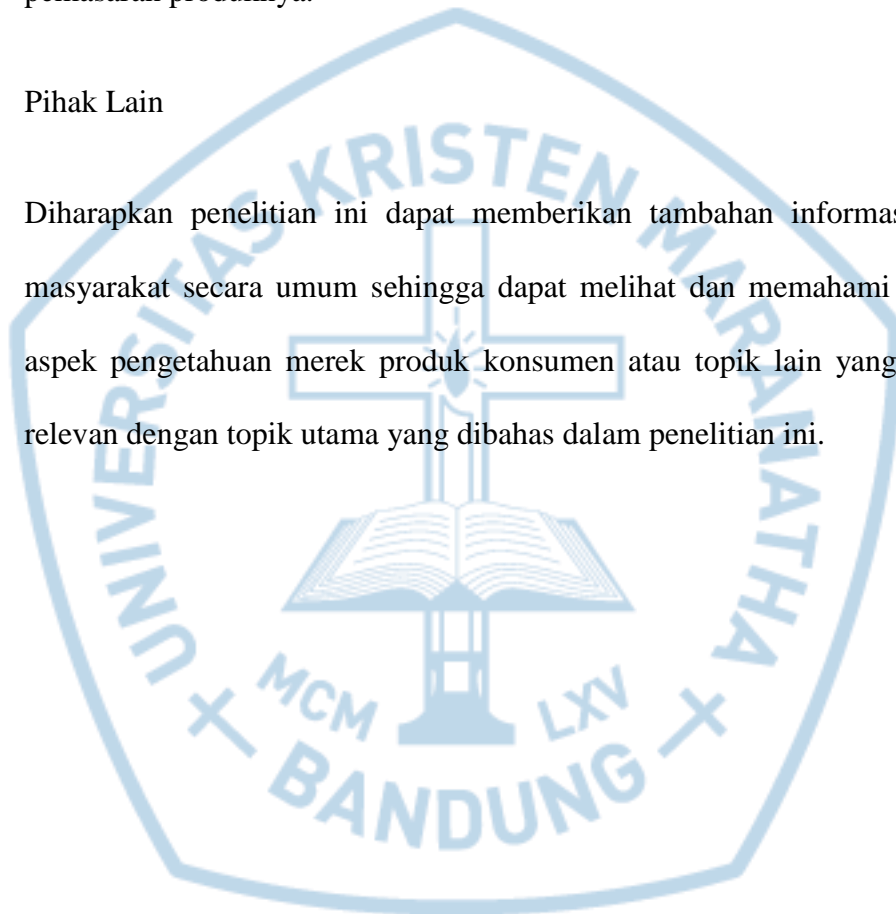 produknya.
Pihak Lain
Diharapkan penelitian ini dapat memberikan tambahan
masyarakat secara umum sehingga dapat melihat dan memahami
aspek pengetahuan merek produk konsumen atau topik lain yang
relevan dengan topik utama yang dibahas dalam penelitian ini.
UNIVERSITAS KRISTEN MARANATHA
MCM LXV
BANDUNG